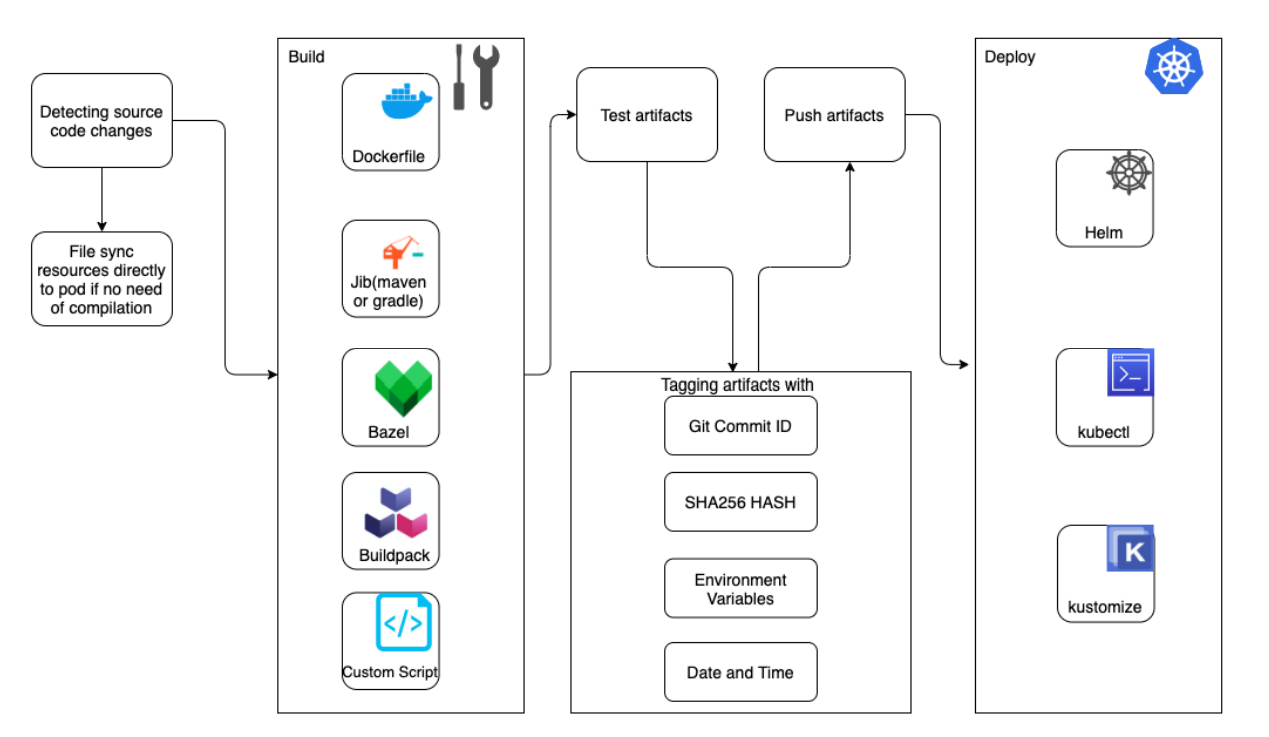 Detecting source
code changes
File sync
resources directly
to pod if no need
of compilation
Build
Dockerfile
Jib(maven
or gradle)
Bazel
Buildpack
</>
Custom Script
Test artifacts
Push artifacts
Tagging artifacts with
Git Commit ID
SHA256 HASH
Environment
Variables
Date and Time
Deploy
Helm
>_
kubectl
K
kustomize